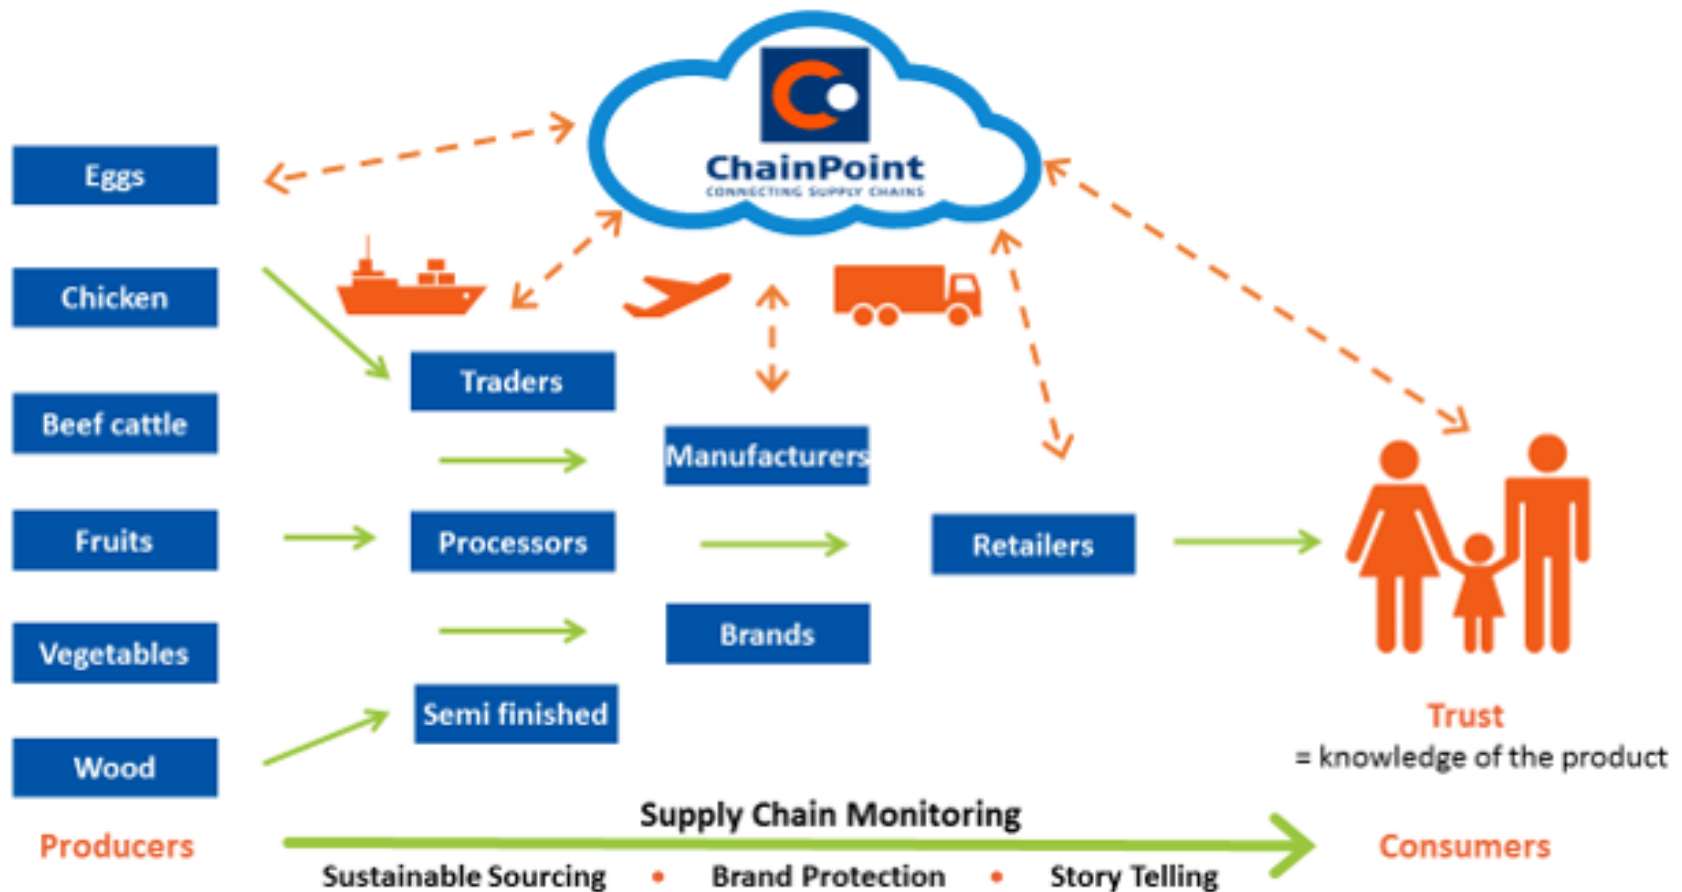 ChainPoint
CONNECTING SUPPLY CHAINS
Eggs
Chicken
Beef cattle
Fruits
Vegetables
Wood
Producers
Traders
Processors
Semi finished
Manufacturers
Brands
Retailers
Trust
= knowledge of the product
Consumers
Supply Chain Monitoring
Sustainable Sourcing • Brand Protection • Story Telling